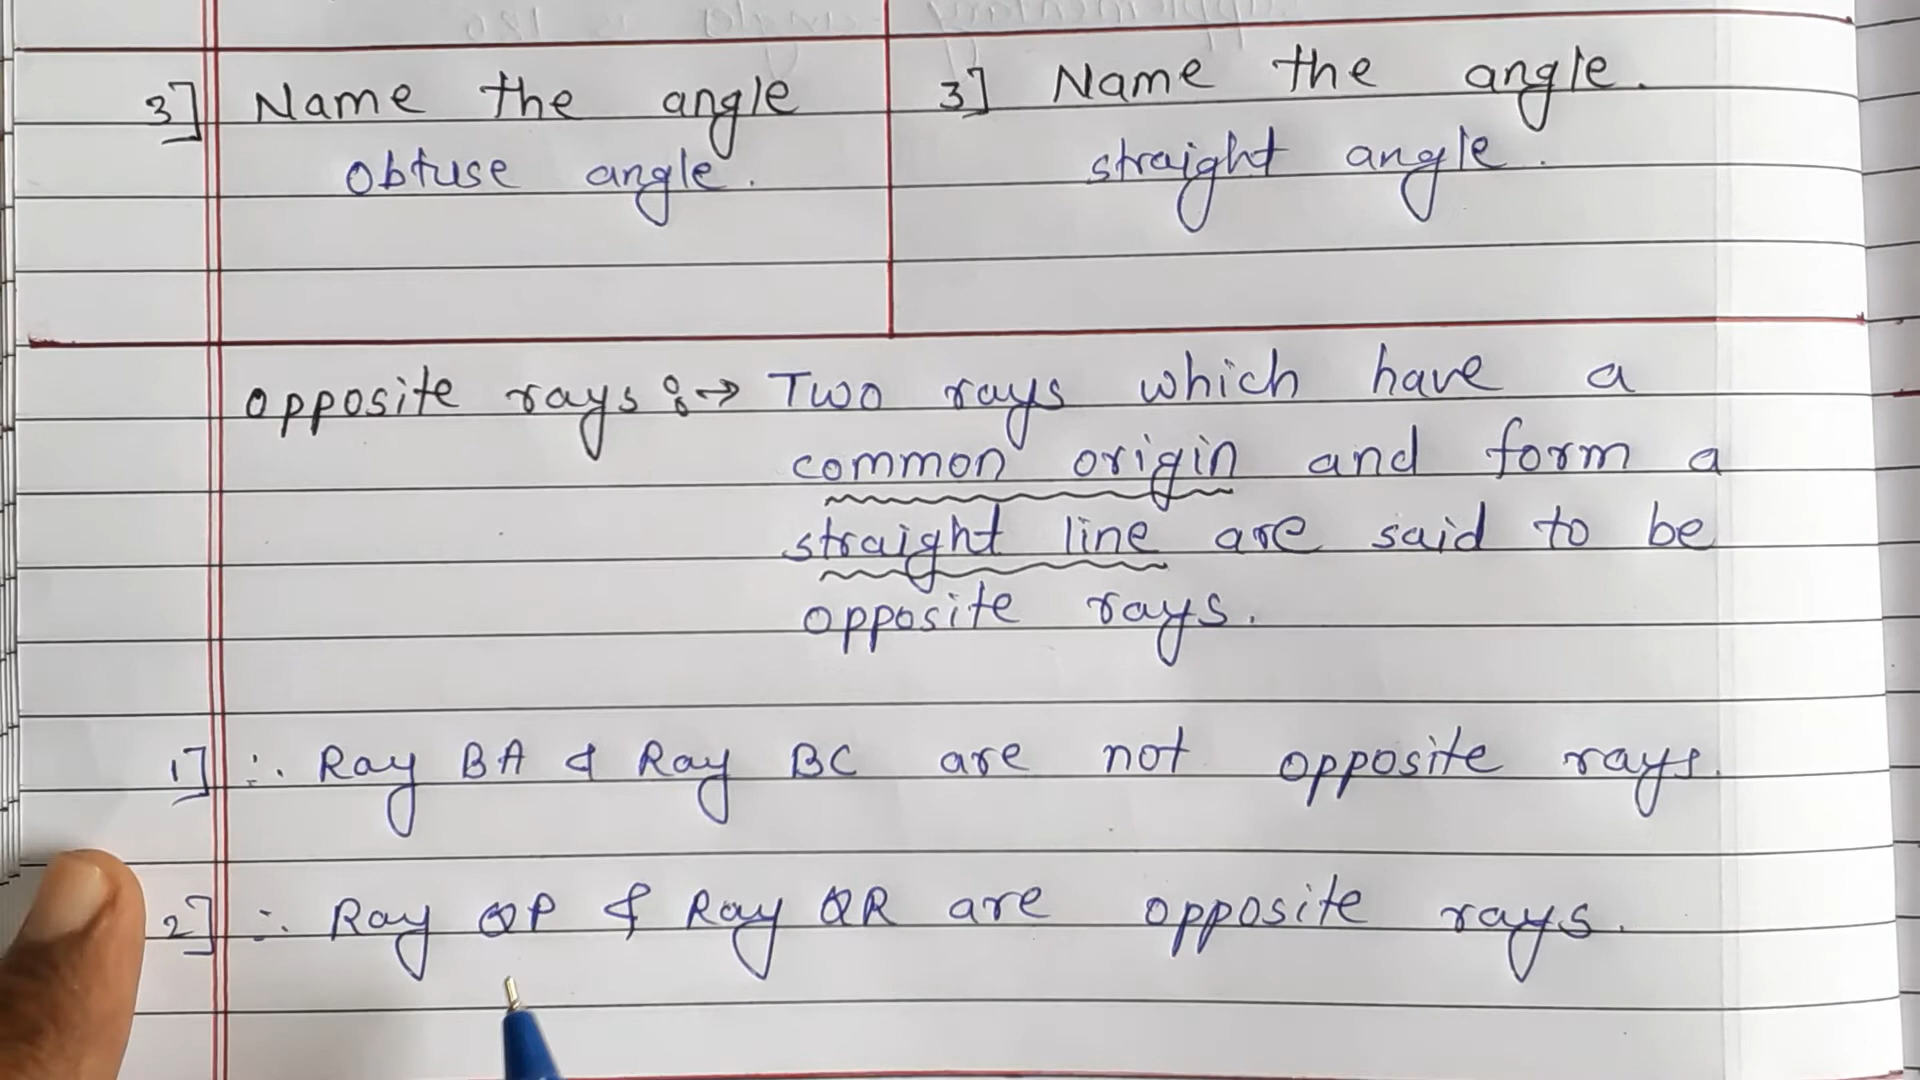 3] Name the angle
obtuse angle.
3] Name the angle.
straight angle.
opposite rays :→ Two rays which have a
common origin and form a
straight line are said to be
opposite rays.
1] ∴ Ray BA & Ray BC are not opposite rays.
2] ∴ Ray QP & Ray QR are opposite rays.